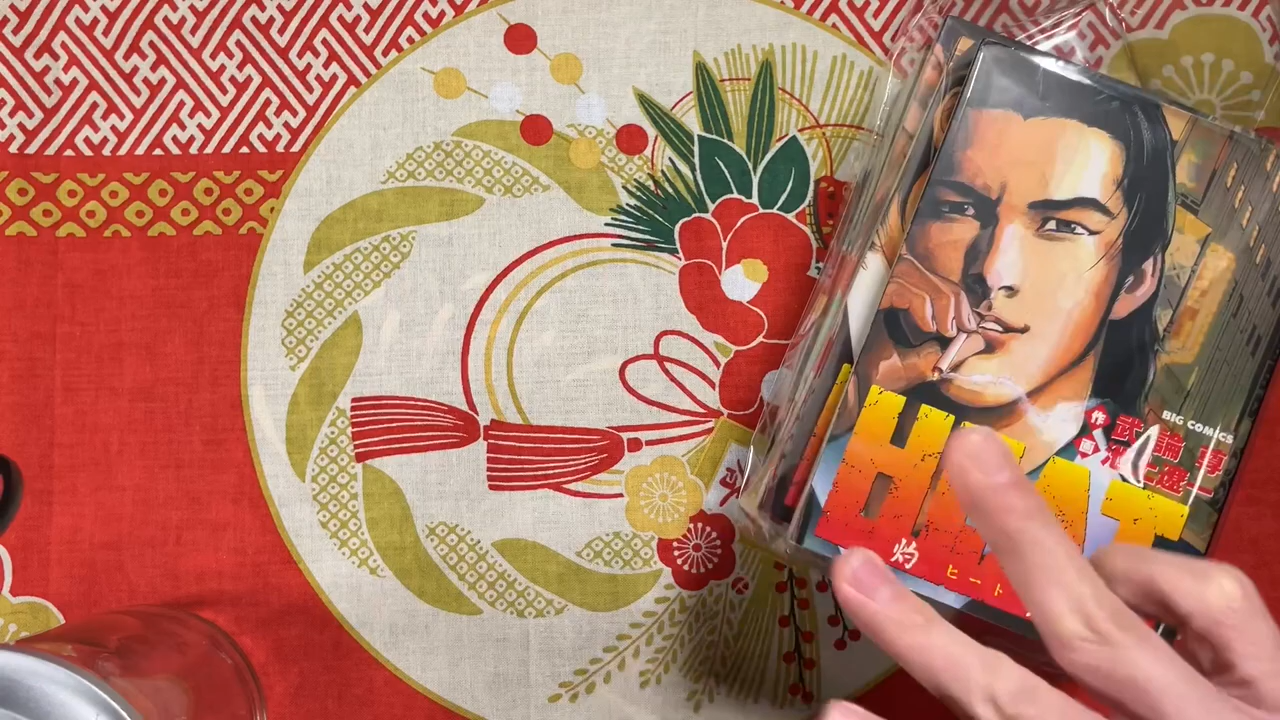 HEAT
灼
ヒート
BIG COMICS
作
武論尊
画
池上遼一